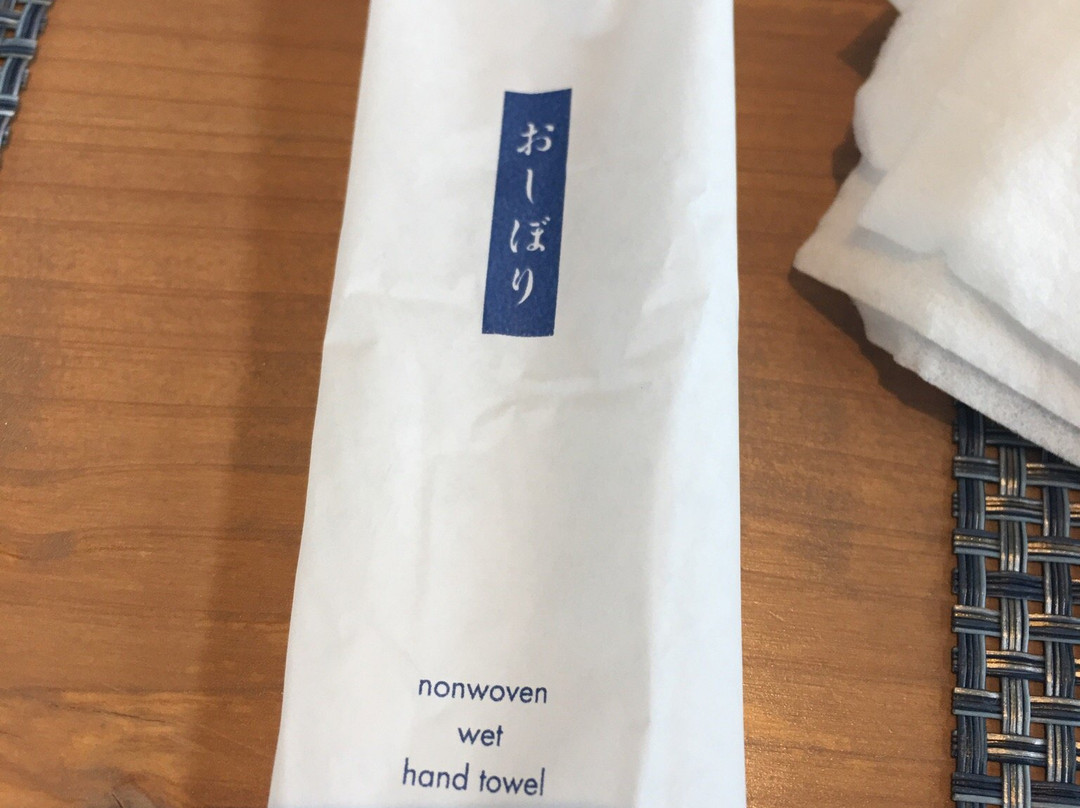 おしぼり
nonwoven
wet
hand towel